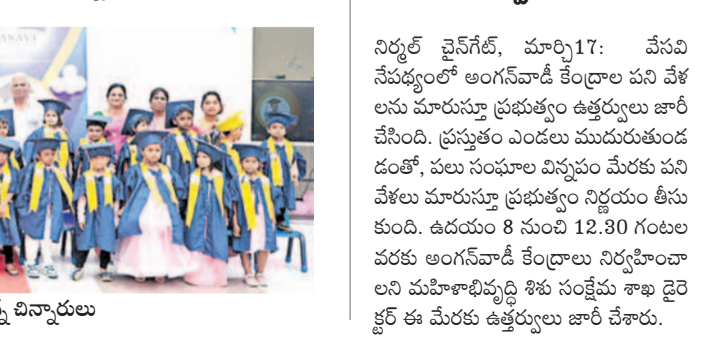 న్న చిన్నారులు
నిర్మల్ చైన్‌గేట్, మార్చి17: వేసవి
నేపథ్యంలో అంగన్‌వాడీ కేంద్రాల పని వేళ
లను మారుస్తూ ప్రభుత్వం ఉత్తర్వులు జారీ
చేసింది. ప్రస్తుతం ఎండలు ముదురుతుండ
డంతో, పలు సంఘాల విన్నపం మేరకు పని
వేళలు మారుస్తూ ప్రభుత్వం నిర్ణయం తీసు
కుంది. ఉదయం 8 నుంచి 12.30 గంటల
వరకు అంగన్‌వాడీ కేంద్రాలు నిర్వహించా
లని మహిళాభివృద్ధి శిశు సంక్షేమ శాఖ డైరె
క్టర్ ఈ మేరకు ఉత్తర్వులు జారీ చేశారు.